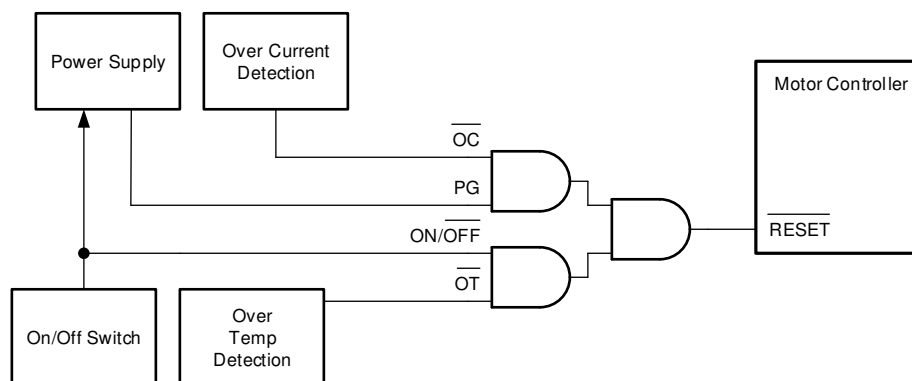 Power Supply
Over Current
Detection
Motor Controller
OC
PG
ON/OFF
OT
RESET
On/Off Switch
Over
Temp
Detection